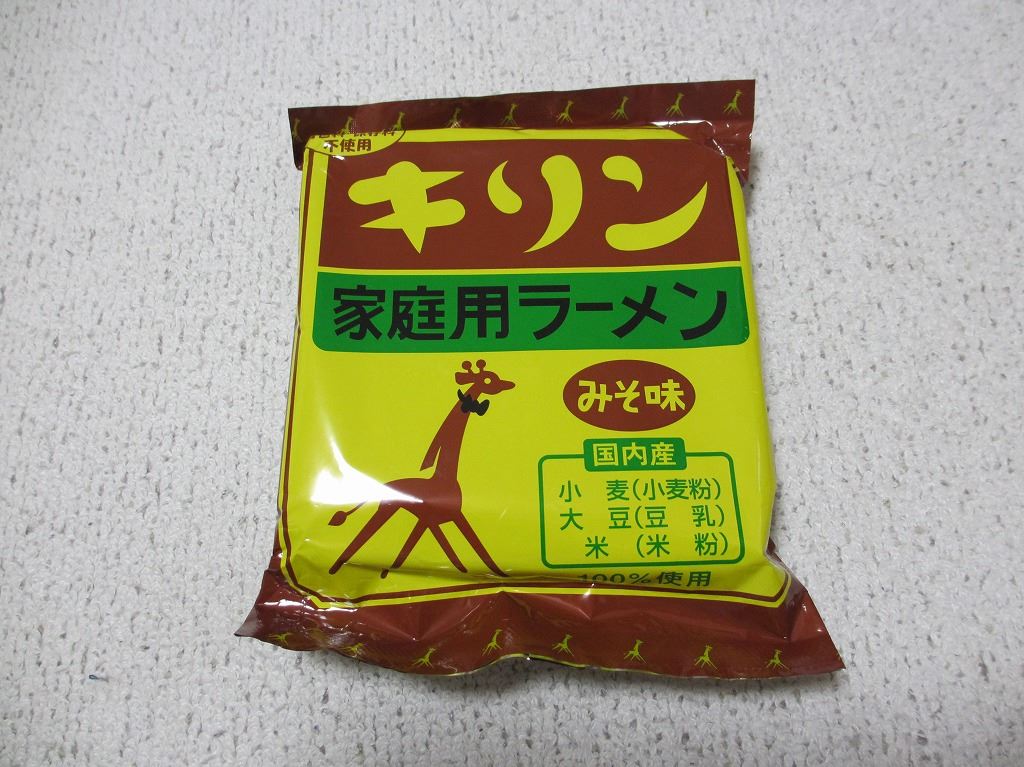 不使用
キリン
家庭用ラーメン
みそ味
国内産
小 麦(小麦粉)
大 豆(豆 乳)
米 (米 粉)
100%使用